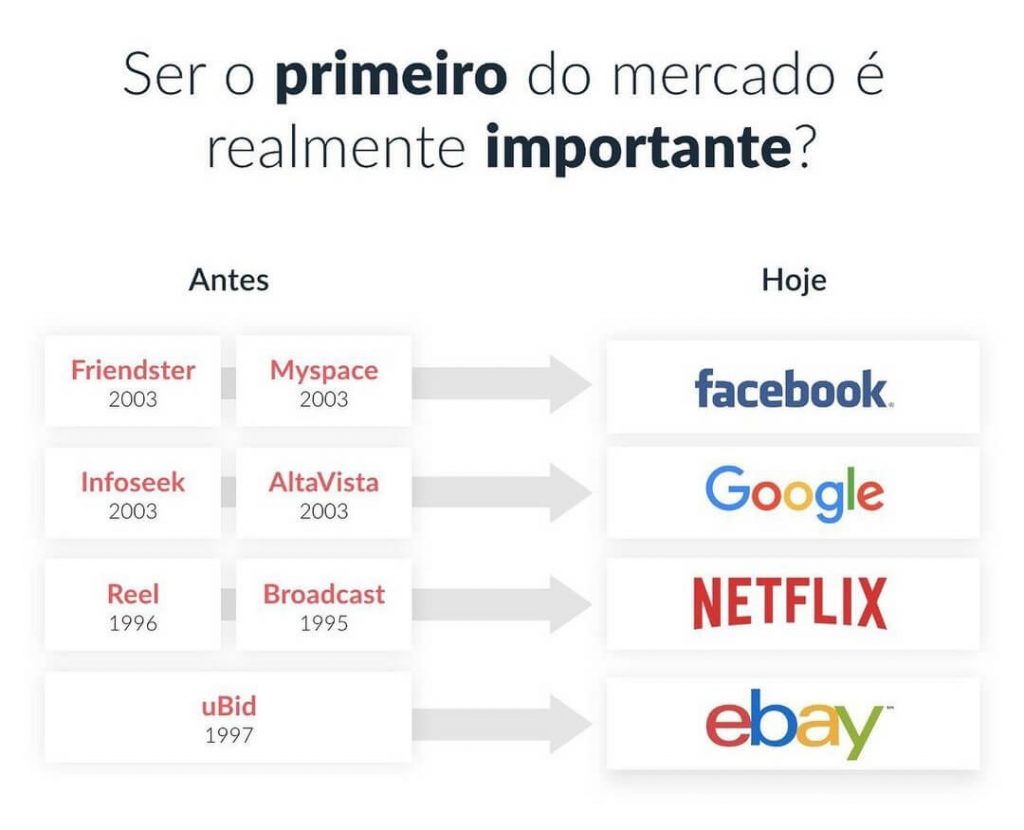 Ser o primeiro do mercado é
realmente importante?
Antes
Hoje
Friendster
2003
Myspace
2003
facebook®
Infoseek
2003
AltaVista
2003
Google
Reel
1996
Broadcast
1995
NETFLIX
uBid
1997
ebay™